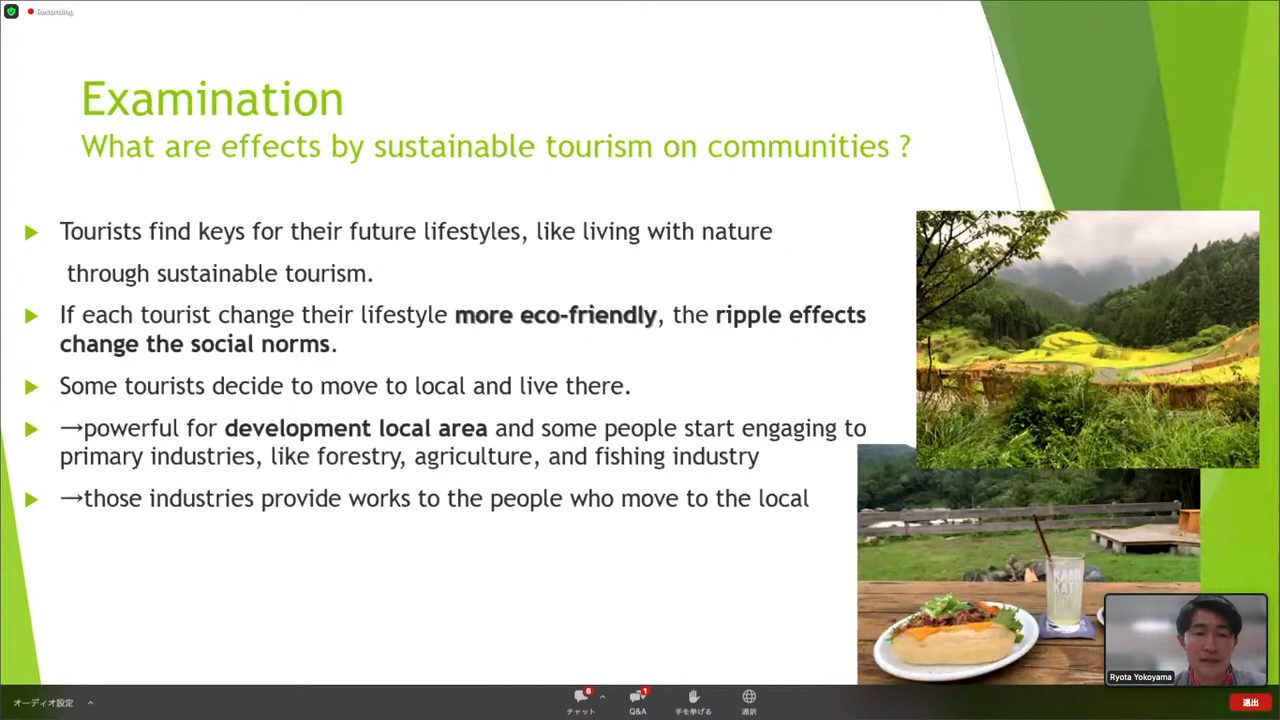 Recording
Examination
What are effects by sustainable tourism on communities ?
Tourists find keys for their future lifestyles, like living with nature
through sustainable tourism.
If each tourist change their lifestyle more eco-friendly, the ripple effects
change the social norms.
Some tourists decide to move to local and live there.
→powerful for development local area and some people start engaging to
primary industries, like forestry, agriculture, and fishing industry
→those industries provide works to the people who move to the local
KAMI
KATZ
Ryota Yokoyama
オーディオ設定
6
チャット
1
Q&A
手を挙げる
通訳
退出